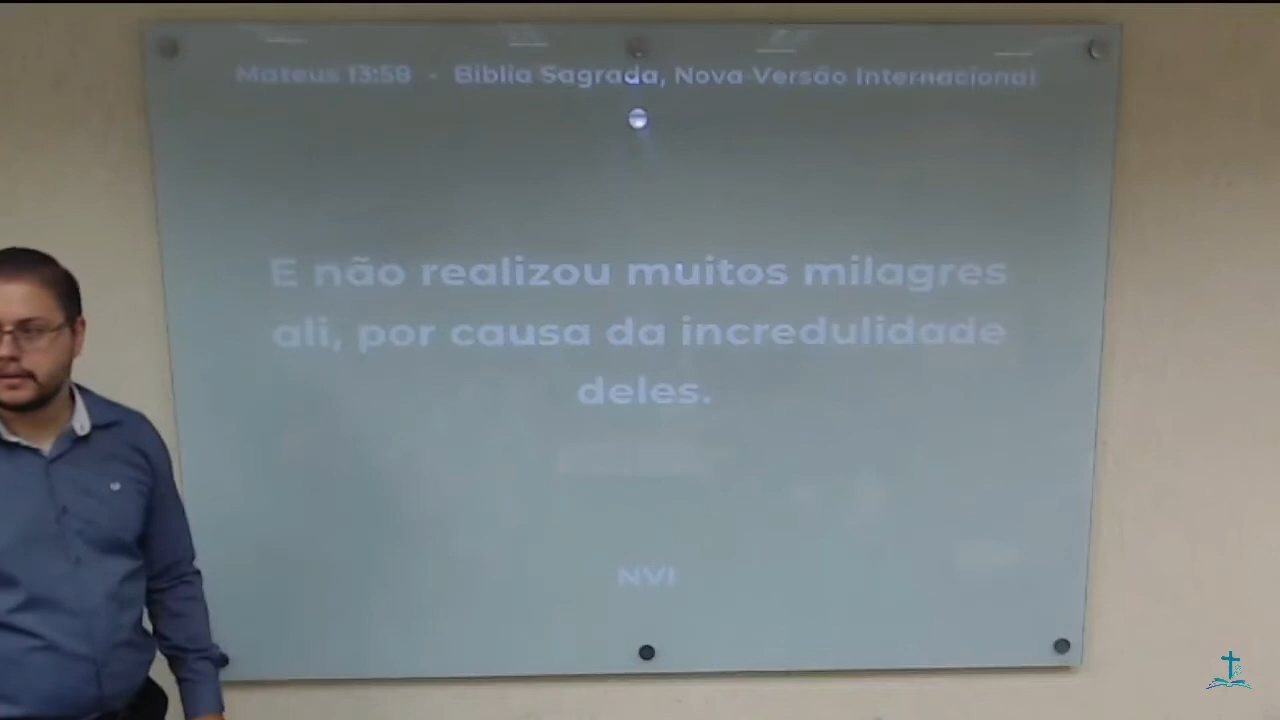 Mateus 13:58 - Bíblia Sagrada, Nova Versão Internacional
E não realizou muitos milagres
ali, por causa da incredulidade
deles.
NVI